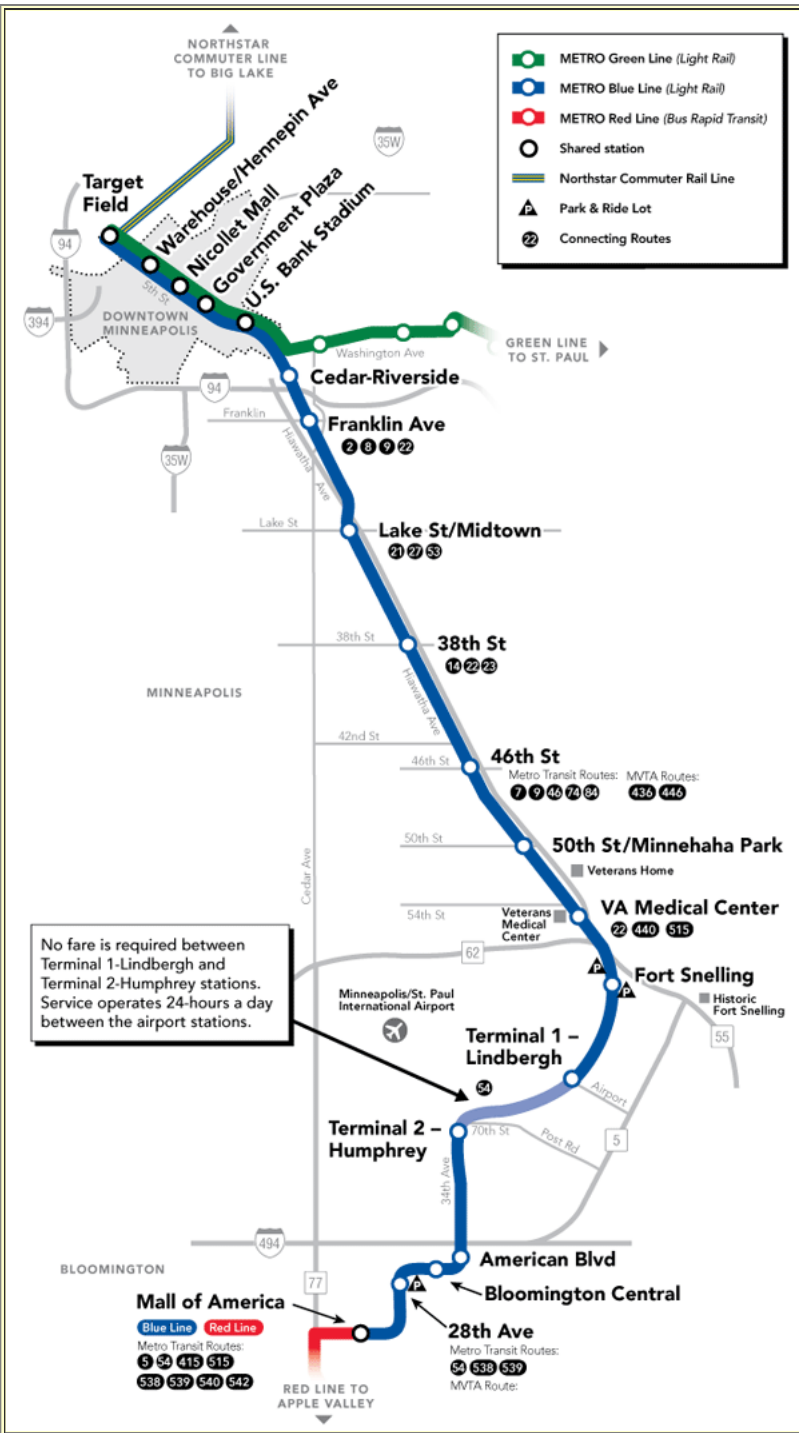 NORTHSTAR
COMMUTER LINE
TO BIG LAKE
METRO Green Line (Light Rail)
METRO Blue Line (Light Rail)
METRO Red Line (Bus Rapid Transit)
Shared station
Northstar Commuter Rail Line
P Park & Ride Lot
22 Connecting Routes
35W
Target
Field
Warehouse/Hennepin Ave
Nicollet Mall
Government Plaza
U.S. Bank Stadium
94
394
5th St
DOWNTOWN
MINNEAPOLIS
Washington Ave
GREEN LINE
TO ST. PAUL
Cedar-Riverside
94
Franklin
Franklin Ave
2 8 9 22
35W
Hiawatha Ave
Lake St
Lake St/Midtown
21 27 53
38th St
38th St
14 22 23
Hiawatha Ave
MINNEAPOLIS
42nd St
46th St
46th St
Metro Transit Routes:
7 9 46 74 84
MVTA Routes:
436 446
50th St
50th St/Minnehaha Park
Veterans Home
Cedar Ave
54th St
Veterans
Medical
Center
VA Medical Center
22 440 515
62
P
Fort Snelling
P
Historic
Fort Snelling
55
No fare is required between
Terminal 1-Lindbergh and
Terminal 2-Humphrey stations.
Service operates 24-hours a day
between the airport stations.
Minneapolis/St. Paul
International Airport
Terminal 1 –
Lindbergh
54
Airport
Terminal 2 –
Humphrey
70th St
Post Rd
5
34th Ave
494
American Blvd
BLOOMINGTON
77
P
Bloomington Central
Mall of America
Blue Line Red Line
Metro Transit Routes:
5 54 415 515
538 539 540 542
28th Ave
Metro Transit Routes:
54 538 539
MVTA Route:
RED LINE TO
APPLE VALLEY